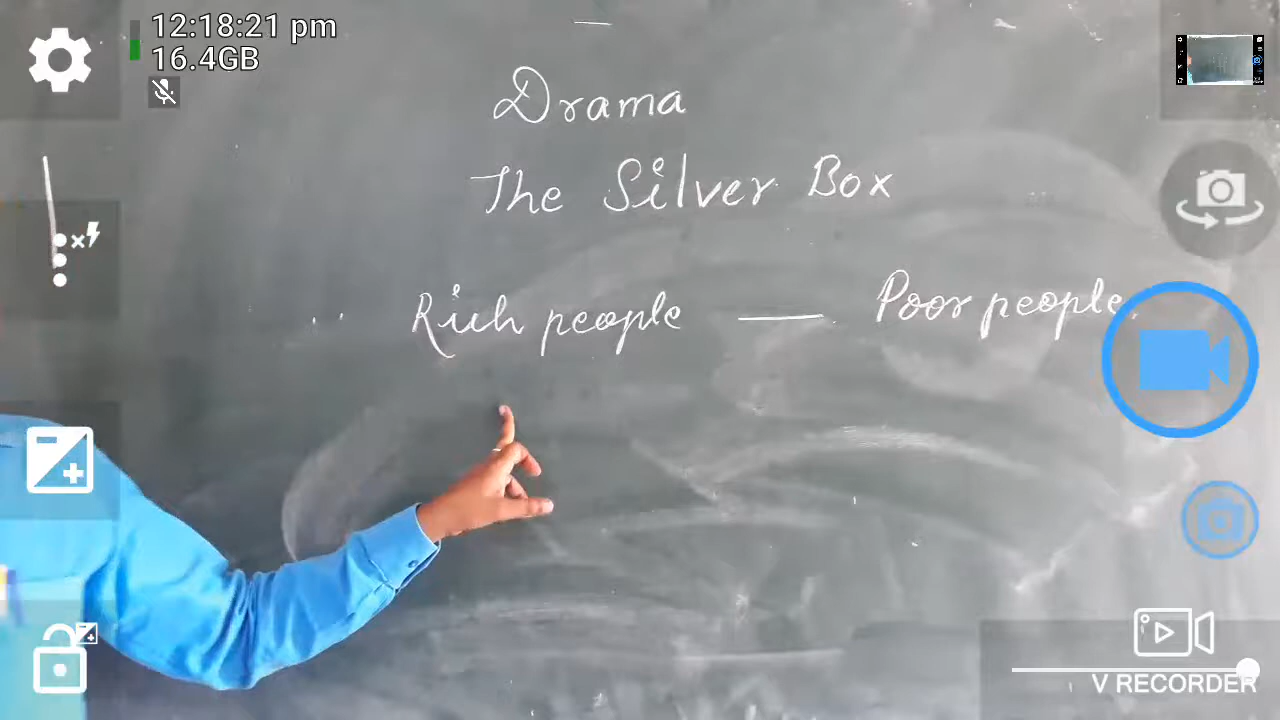 12:18:21 pm
16.4GB
Drama
The Silver Box
Rich people — Poor people.
V RECORDER